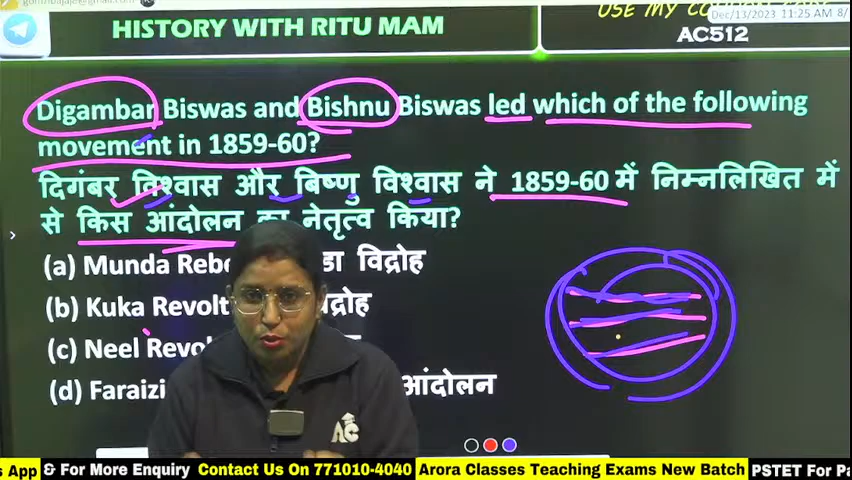 HISTORY WITH RITU MAM
USE MY
Dec/13/2023 11:25 AM 8/
AC512
Digambar Biswas and Bishnu Biswas led which of the following
movement in 1859-60?
दिगंबर विश्वास और बिष्णु विश्वास ने 1859-60 में निम्नलिखित में
से किस आंदोलन का नेतृत्व किया?
(a) Munda Rebe डा विद्रोह
(b) Kuka Revolt द्रोह
(c) Neel Revol
(d) Faraizi आंदोलन
AC
s App & For More Enquiry Contact Us On 771010-4040 Arora Classes Teaching Exams New Batch PSTET For Pa